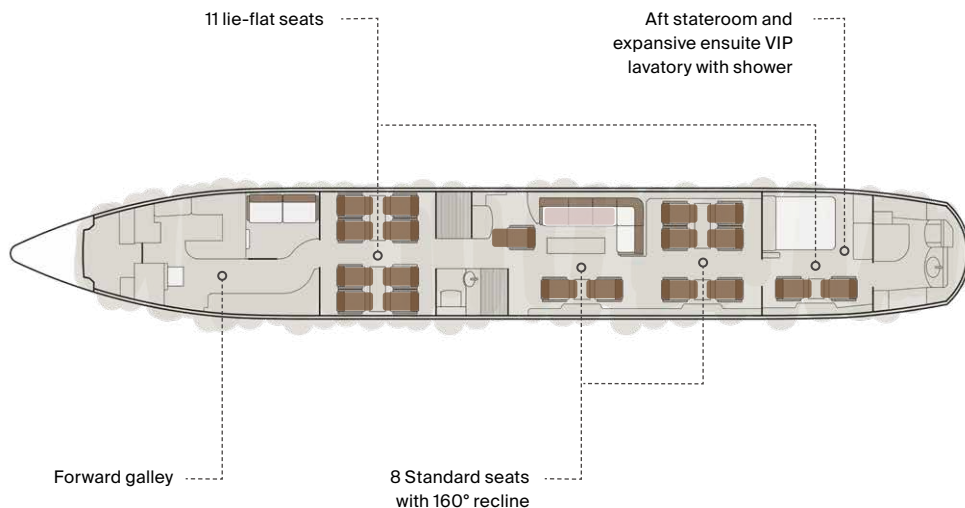 11 lie-flat seats
Aft stateroom and
expansive ensuite VIP
lavatory with shower
Forward galley
8 Standard seats
with 160° recline